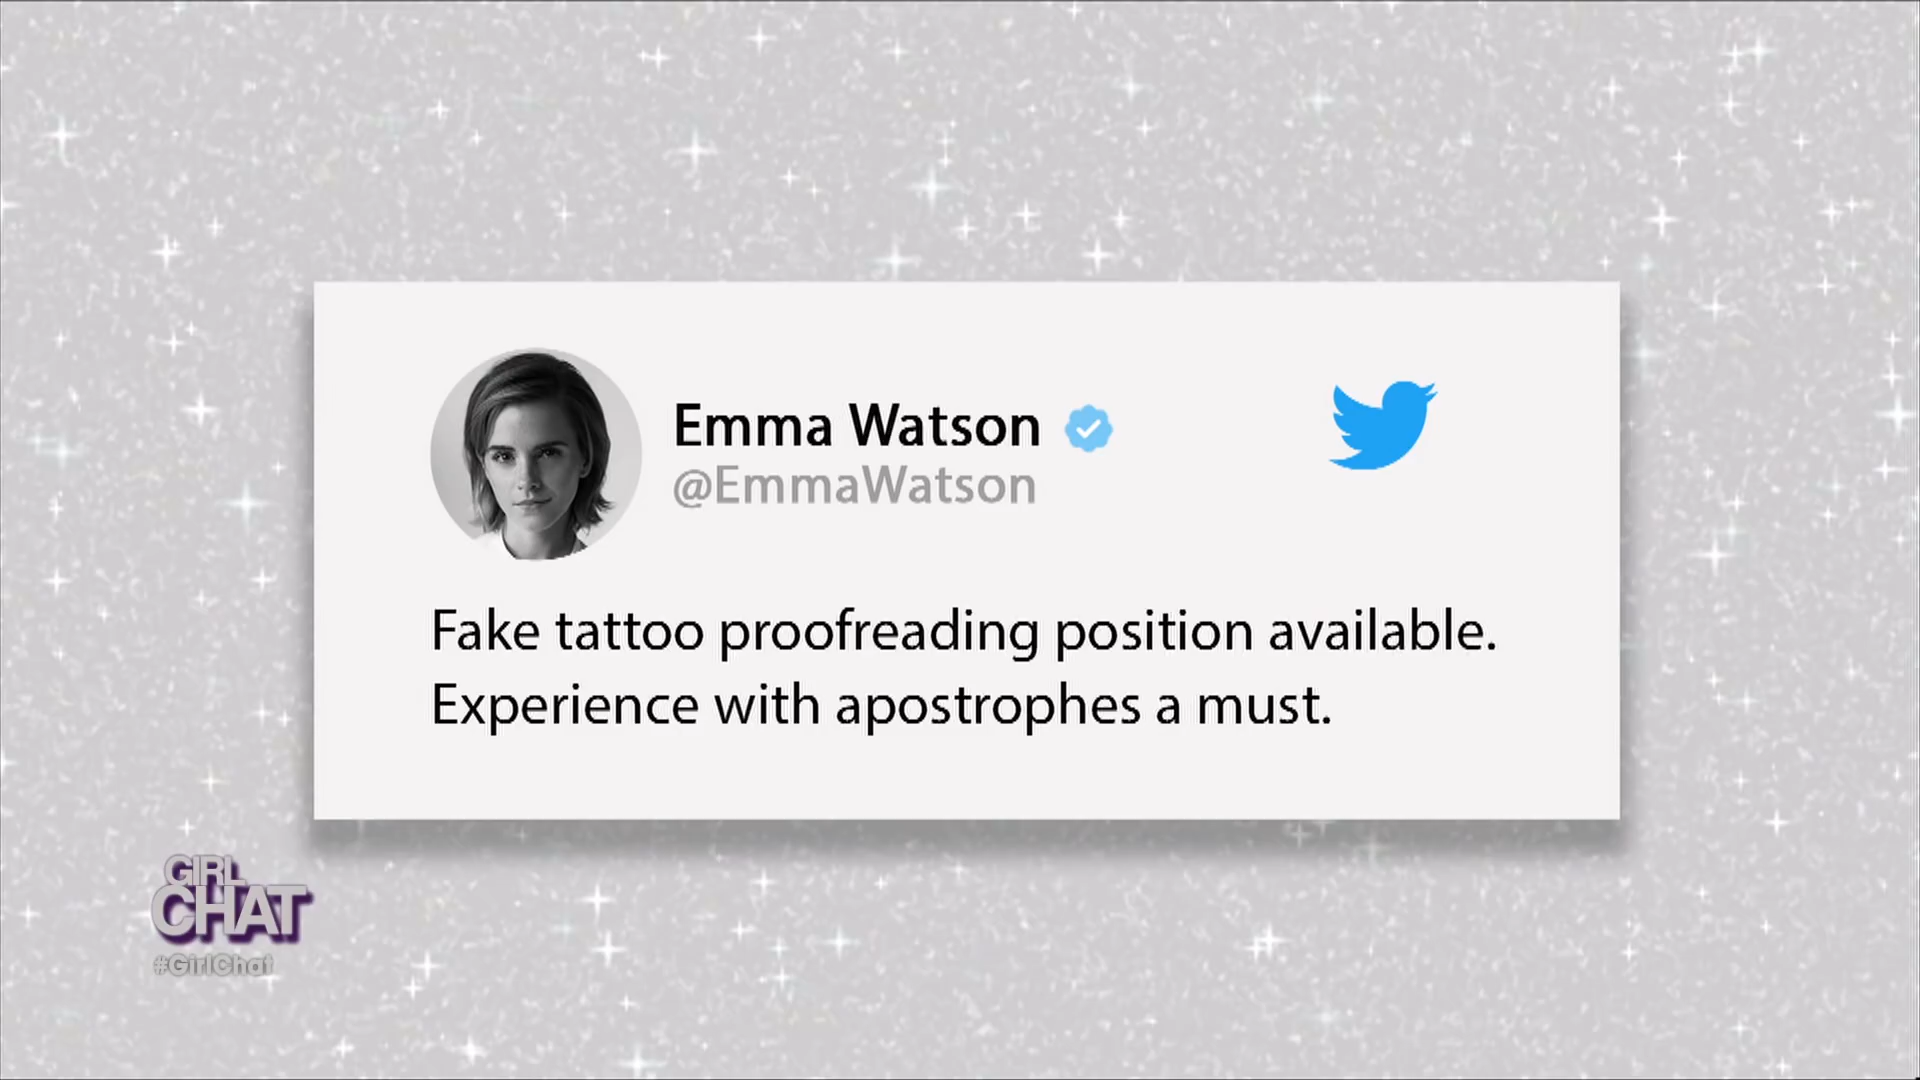 Emma Watson
@EmmaWatson
Fake tattoo proofreading position available.
Experience with apostrophes a must.
GIRL
CHAT
#GirlChat